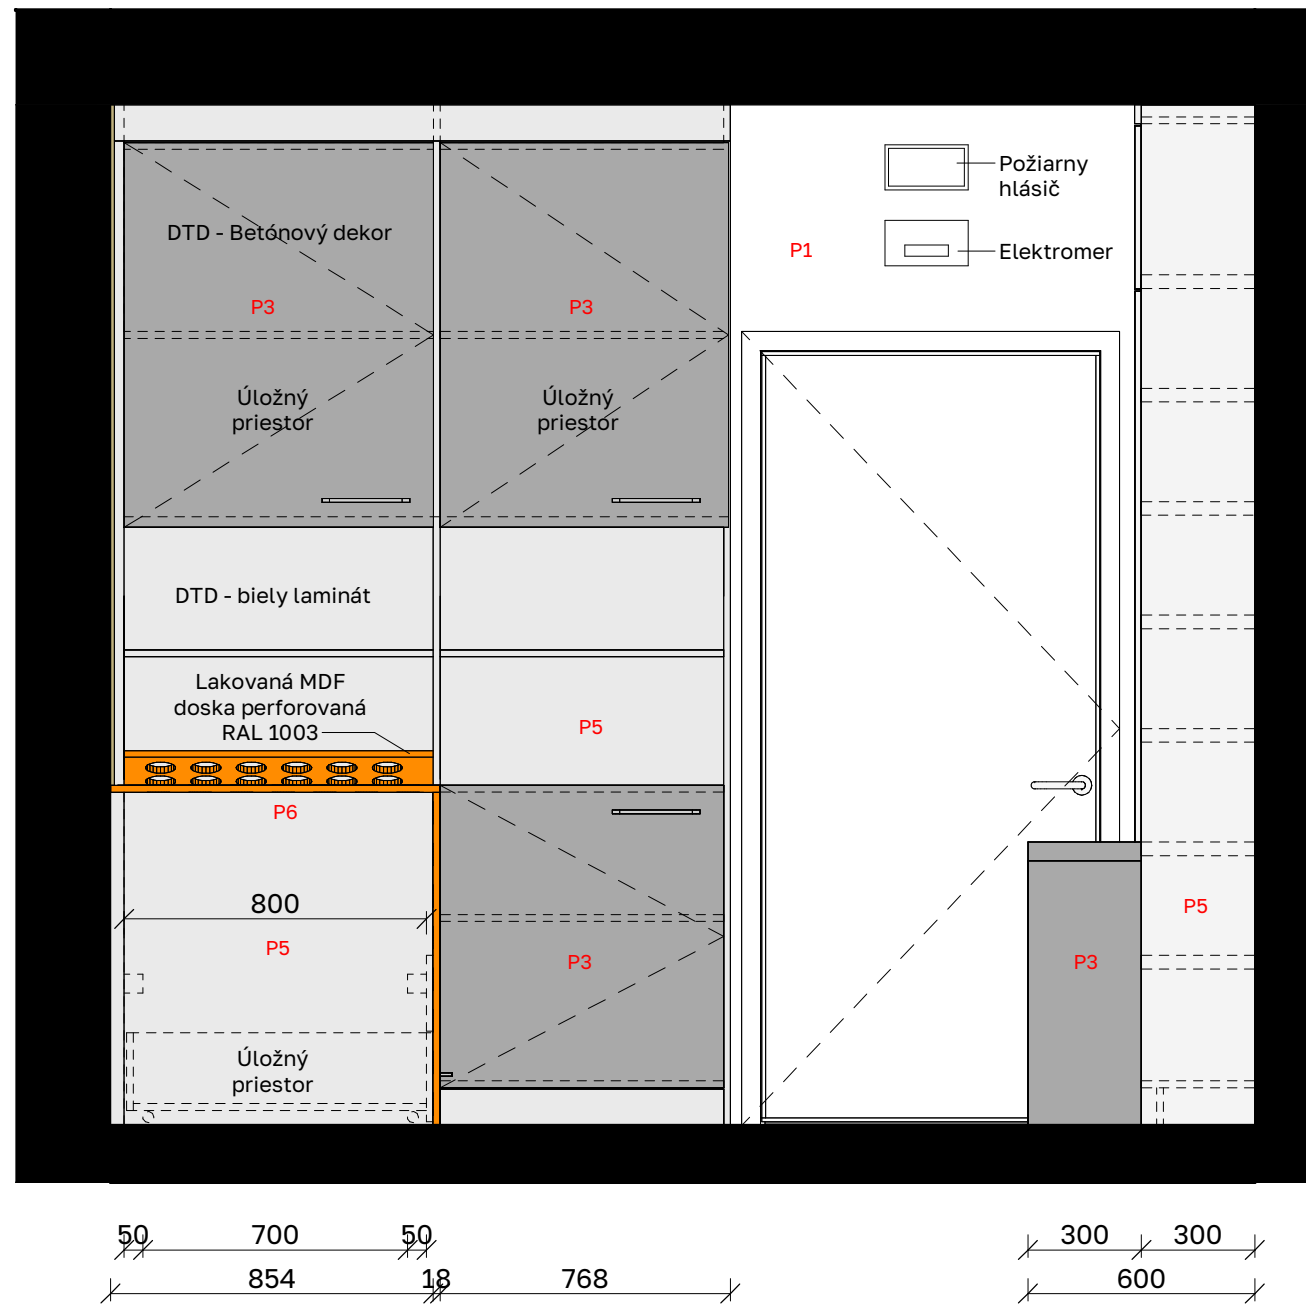 Požiarny
hlásič
DTD - Betónový dekor
P1
Elektromer
P3
P3
Úložný
priestor
Úložný
priestor
DTD - biely laminát
Lakovaná MDF
doska perforovaná
RAL 1003
P5
P6
800
P5
P5
P3
P3
Úložný
priestor
50 700 50 300 300
854 18 768 600